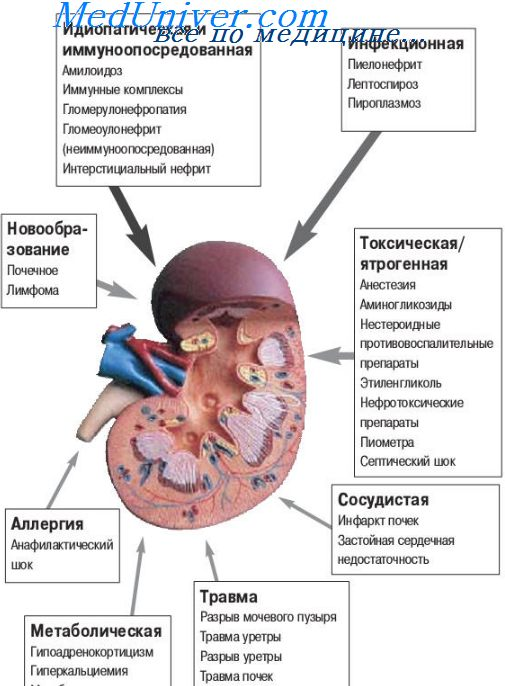 MedUniver.com
все по медицине...
Идиопатическая и
иммуноопосредованная
Амилоидоз
Иммунные комплексы
Гломерулонефропатия
Гломеоулонефрит
(неиммуноопосредованная)
Интерстициальный нефрит
Инфекционная
Пиелонефрит
Лептоспироз
Пироплазмоз
Новообра-
зование
Почечное
Лимфома
Токсическая/
ятрогенная
Анестезия
Аминогликозиды
Нестероидные
противовоспалительные
препараты
Этиленгликоль
Нефротоксические
препараты
Пиометра
Септический шок
Сосудистая
Инфаркт почек
Застойная сердечная
недостаточность
Аллергия
Анафилактический
шок
Травма
Разрыв мочевого пузыря
Травма уретры
Разрыв уретры
Травма почек
Метаболическая
Гипоадренокортицизм
Гиперкальциемия